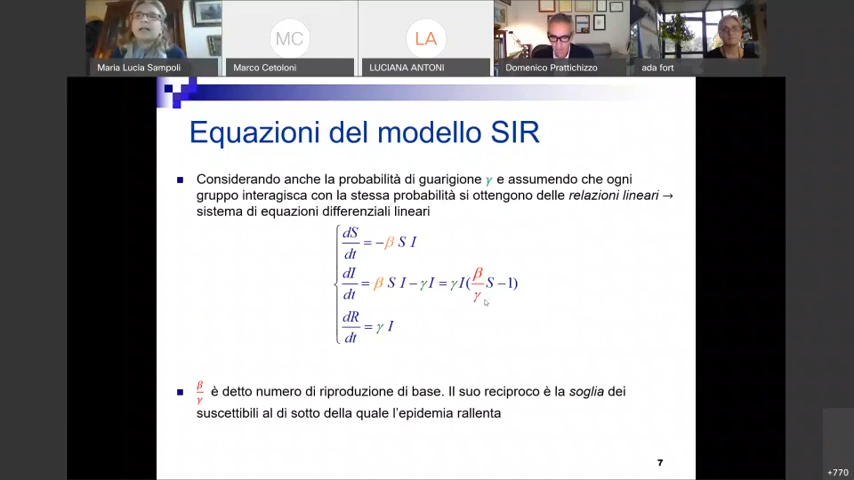 MC
LA
Maria Lucia Sampoli
Marco Cetoloni
LUCIANA ANTONI
Domenico Prattichizzo
ada fort
Equazioni del modello SIR
Considerando anche la probabilità di guarigione γ e assumendo che ogni
gruppo interagisca con la stessa probabilità si ottengono delle relazioni lineari →
sistema di equazioni differenziali lineari
dS/dt = −β S I
dI/dt = β S I − γ I = γ I(β/γ S − 1)
dR/dt = γ I
β/γ è detto numero di riproduzione di base. Il suo reciproco è la soglia dei
suscettibili al di sotto della quale l'epidemia rallenta
7
+770